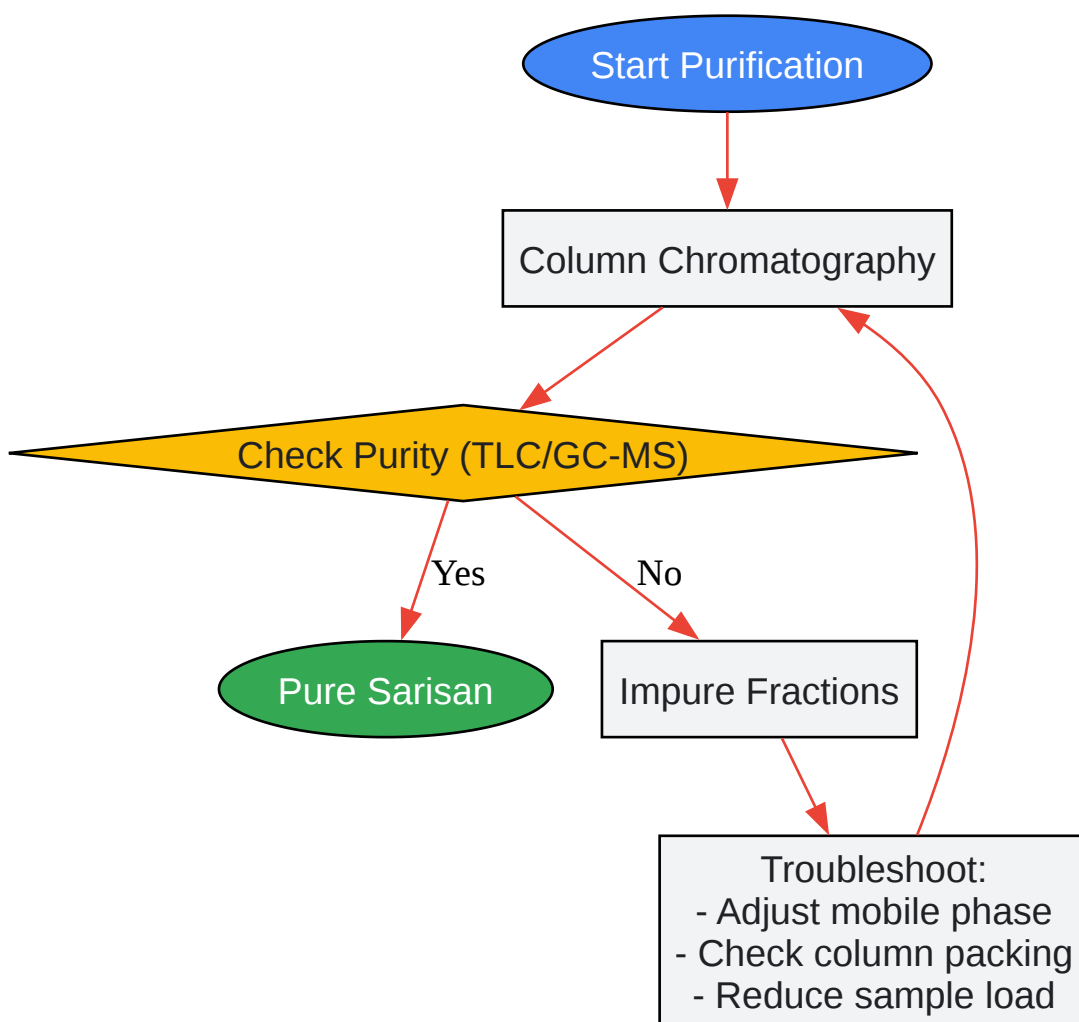 Start Purification
Column Chromatography
Check Purity (TLC/GC-MS)
Yes
No
Pure Sarisan
Impure Fractions
Troubleshoot:
- Adjust mobile phase
- Check column packing
- Reduce sample load